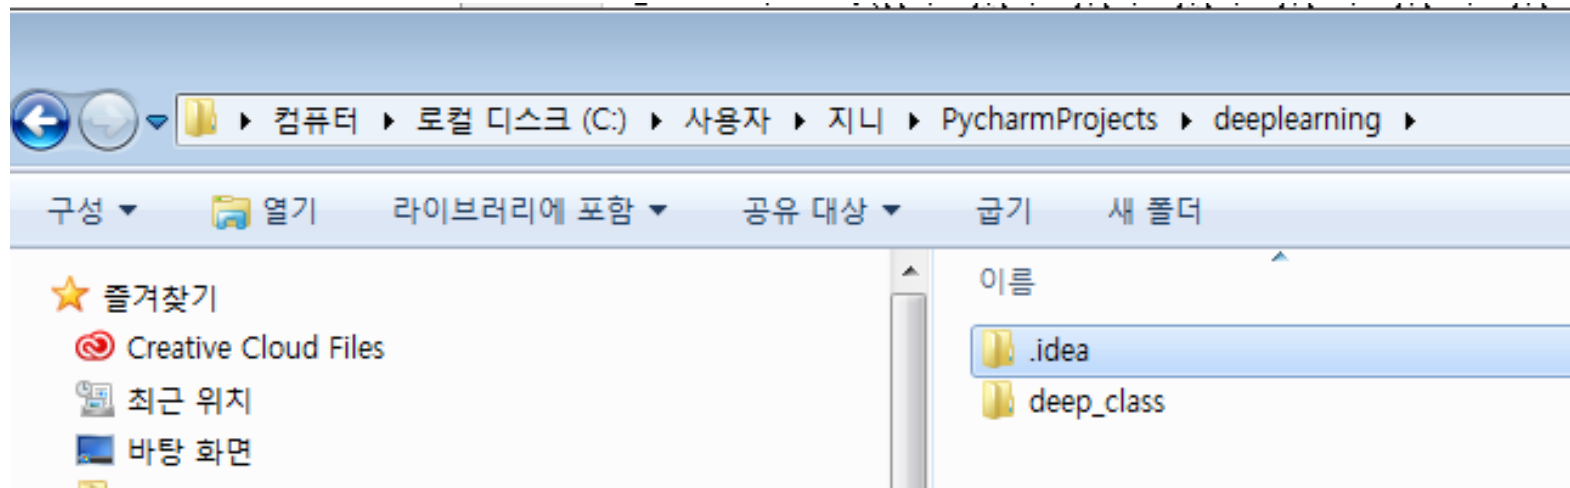 컴퓨터 로컬 디스크 (C:) 사용자 지니 PycharmProjects deeplearning
구성 열기 라이브러리에 포함 공유 대상 굽기 새 폴더
즐겨찾기
Creative Cloud Files
최근 위치
바탕 화면
이름
.idea
deep_class